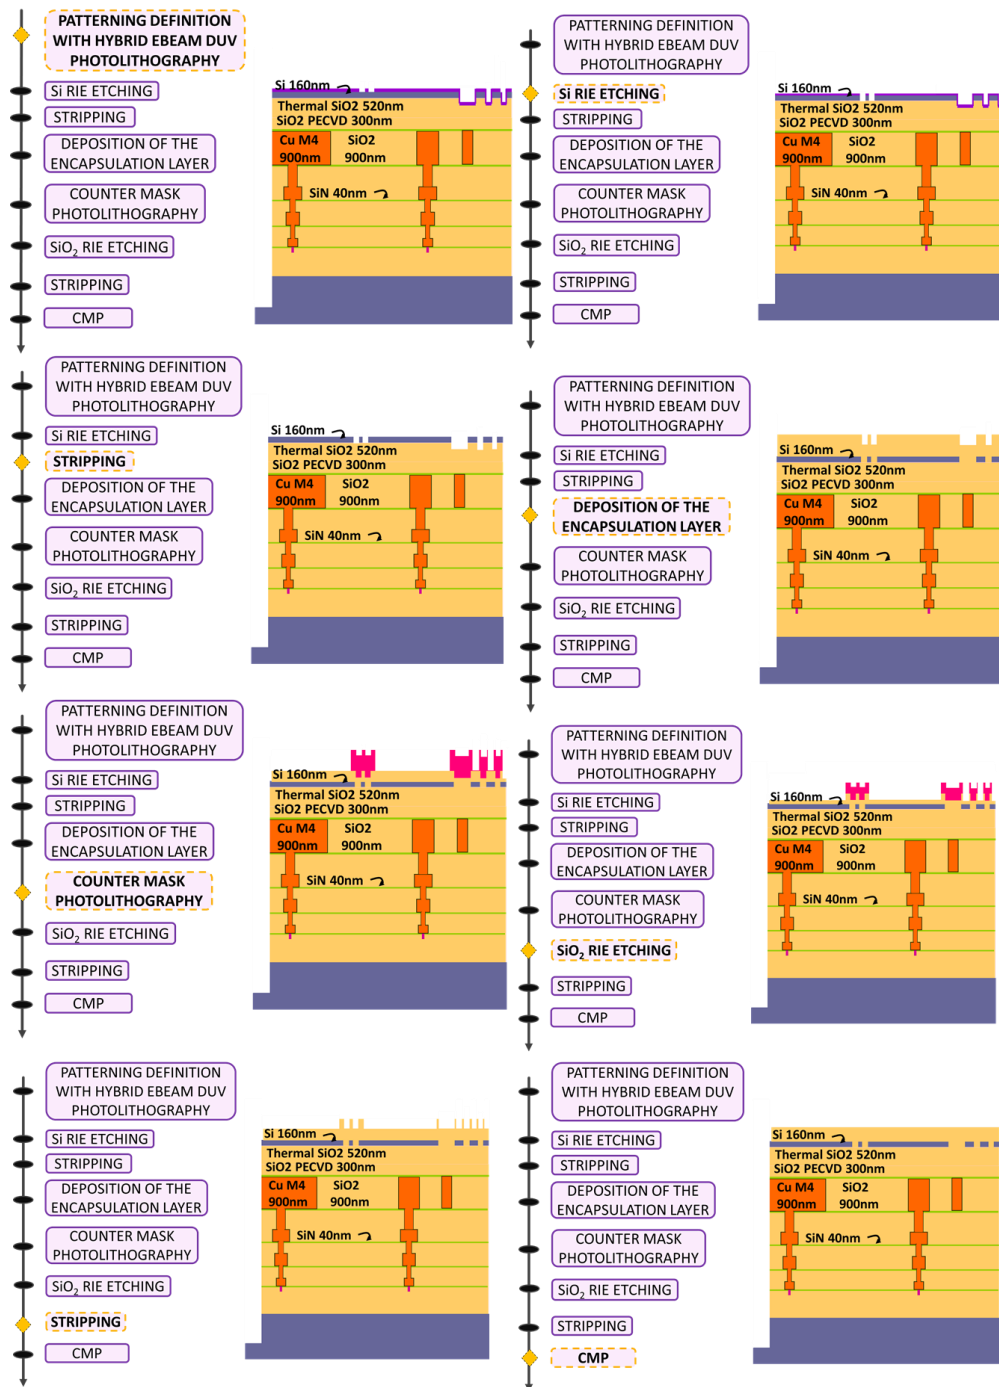 PATTERNING DEFINITION
WITH HYBRID EBEAM DUV
PHOTOLITHOGRAPHY
Si RIE ETCHING
STRIPPING
DEPOSITION OF THE
ENCAPSULATION LAYER
COUNTER MASK
PHOTOLITHOGRAPHY
SiO2 RIE ETCHING
STRIPPING
CMP
Si 160nm
Thermal SiO2 520nm
SiO2 PECVD 300nm
Cu M4 SiO2
900nm 900nm
SiN 40nm
PATTERNING DEFINITION
WITH HYBRID EBEAM DUV
PHOTOLITHOGRAPHY
Si RIE ETCHING
STRIPPING
DEPOSITION OF THE
ENCAPSULATION LAYER
COUNTER MASK
PHOTOLITHOGRAPHY
SiO2 RIE ETCHING
STRIPPING
CMP
Si 160nm
Thermal SiO2 520nm
SiO2 PECVD 300nm
Cu M4 SiO2
900nm 900nm
SiN 40nm
PATTERNING DEFINITION
WITH HYBRID EBEAM DUV
PHOTOLITHOGRAPHY
Si RIE ETCHING
STRIPPING
DEPOSITION OF THE
ENCAPSULATION LAYER
COUNTER MASK
PHOTOLITHOGRAPHY
SiO2 RIE ETCHING
STRIPPING
CMP
Si 160nm
Thermal SiO2 520nm
SiO2 PECVD 300nm
Cu M4 SiO2
900nm 900nm
SiN 40nm
PATTERNING DEFINITION
WITH HYBRID EBEAM DUV
PHOTOLITHOGRAPHY
Si RIE ETCHING
STRIPPING
DEPOSITION OF THE
ENCAPSULATION LAYER
COUNTER MASK
PHOTOLITHOGRAPHY
SiO2 RIE ETCHING
STRIPPING
CMP
Si 160nm
Thermal SiO2 520nm
SiO2 PECVD 300nm
Cu M4 SiO2
900nm 900nm
SiN 40nm
PATTERNING DEFINITION
WITH HYBRID EBEAM DUV
PHOTOLITHOGRAPHY
Si RIE ETCHING
STRIPPING
DEPOSITION OF THE
ENCAPSULATION LAYER
COUNTER MASK
PHOTOLITHOGRAPHY
SiO2 RIE ETCHING
STRIPPING
CMP
Si 160nm
Thermal SiO2 520nm
SiO2 PECVD 300nm
Cu M4 SiO2
900nm 900nm
SiN 40nm
PATTERNING DEFINITION
WITH HYBRID EBEAM DUV
PHOTOLITHOGRAPHY
Si RIE ETCHING
STRIPPING
DEPOSITION OF THE
ENCAPSULATION LAYER
COUNTER MASK
PHOTOLITHOGRAPHY
SiO2 RIE ETCHING
STRIPPING
CMP
Si 160nm
Thermal SiO2 520nm
SiO2 PECVD 300nm
Cu M4 SiO2
900nm 900nm
SiN 40nm
PATTERNING DEFINITION
WITH HYBRID EBEAM DUV
PHOTOLITHOGRAPHY
Si RIE ETCHING
STRIPPING
DEPOSITION OF THE
ENCAPSULATION LAYER
COUNTER MASK
PHOTOLITHOGRAPHY
SiO2 RIE ETCHING
STRIPPING
CMP
Si 160nm
Thermal SiO2 520nm
SiO2 PECVD 300nm
Cu M4 SiO2
900nm 900nm
SiN 40nm
PATTERNING DEFINITION
WITH HYBRID EBEAM DUV
PHOTOLITHOGRAPHY
Si RIE ETCHING
STRIPPING
DEPOSITION OF THE
ENCAPSULATION LAYER
COUNTER MASK
PHOTOLITHOGRAPHY
SiO2 RIE ETCHING
STRIPPING
CMP
Si 160nm
Thermal SiO2 520nm
SiO2 PECVD 300nm
Cu M4 SiO2
900nm 900nm
SiN 40nm